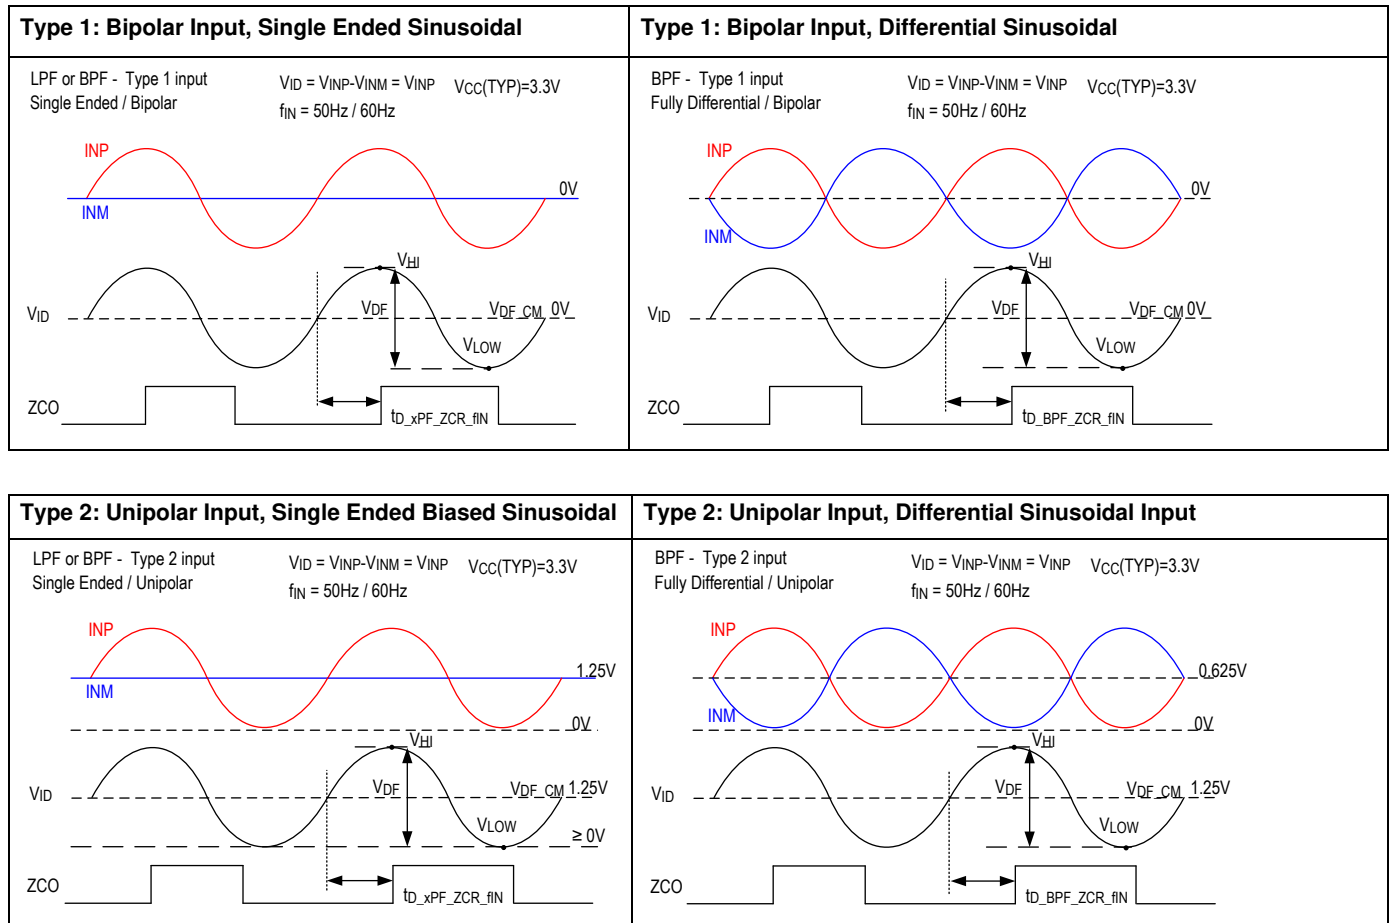 Type 1: Bipolar Input, Single Ended Sinusoidal
LPF or BPF - Type 1 input
Single Ended / Bipolar
VID = VINP-VINM = VINP
fIN = 50Hz / 60Hz
VCC(TYP)=3.3V
INP
0V
INM
VHI
VID
VDF
VDF_CM 0V
VLOW
ZCO
tD_xPF_ZCR_fIN
Type 1: Bipolar Input, Differential Sinusoidal
BPF - Type 1 input
Fully Differential / Bipolar
VID = VINP-VINM = VINP
fIN = 50Hz / 60Hz
VCC(TYP)=3.3V
INP
0V
INM
VHI
VID
VDF
VDF_CM 0V
VLOW
ZCO
tD_BPF_ZCR_fIN
Type 2: Unipolar Input, Single Ended Biased Sinusoidal
LPF or BPF - Type 2 input
Single Ended / Unipolar
VID = VINP-VINM = VINP
fIN = 50Hz / 60Hz
VCC(TYP)=3.3V
INP
1.25V
INM
0V
VHI
VID
VDF
VDF_CM 1.25V
VLOW
≥ 0V
ZCO
tD_xPF_ZCR_fIN
Type 2: Unipolar Input, Differential Sinusoidal Input
BPF - Type 2 input
Fully Differential / Unipolar
VID = VINP-VINM = VINP
fIN = 50Hz / 60Hz
VCC(TYP)=3.3V
INP
0.625V
INM
0V
VHI
VID
VDF
VDF_CM 1.25V
VLOW
ZCO
tD_BPF_ZCR_fIN